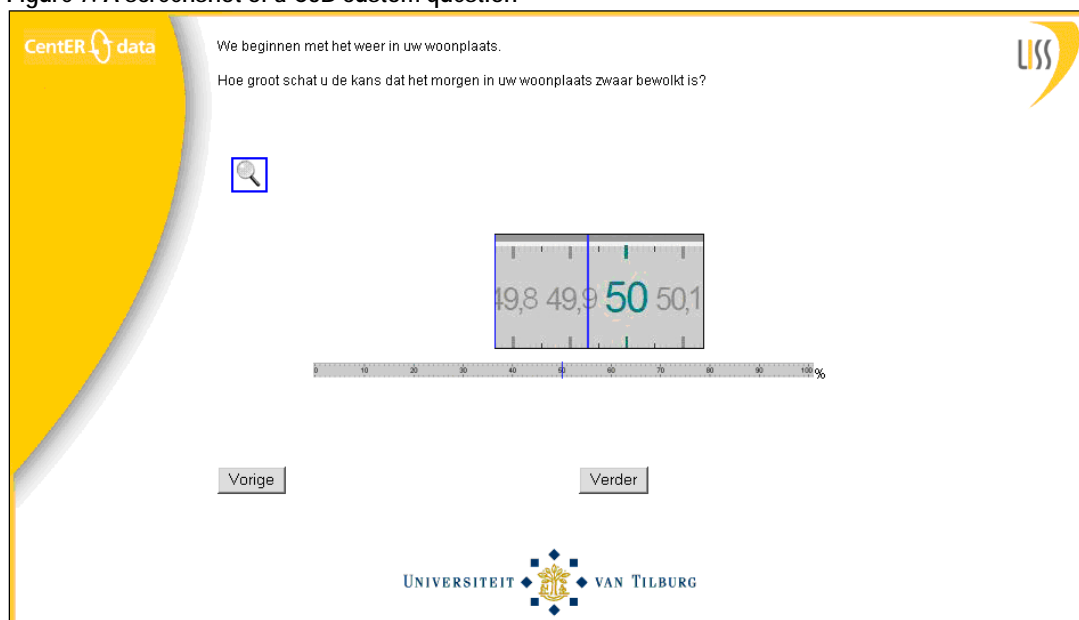 CentER data
We beginnen met het weer in uw woonplaats.
LISS
Hoe groot schat u de kans dat het morgen in uw woonplaats zwaar bewolkt is?
49,8 49,9 50 50,1
0 10 20 30 40 50 60 70 80 90 100 %
Vorige Verder
UNIVERSITEIT VAN TILBURG